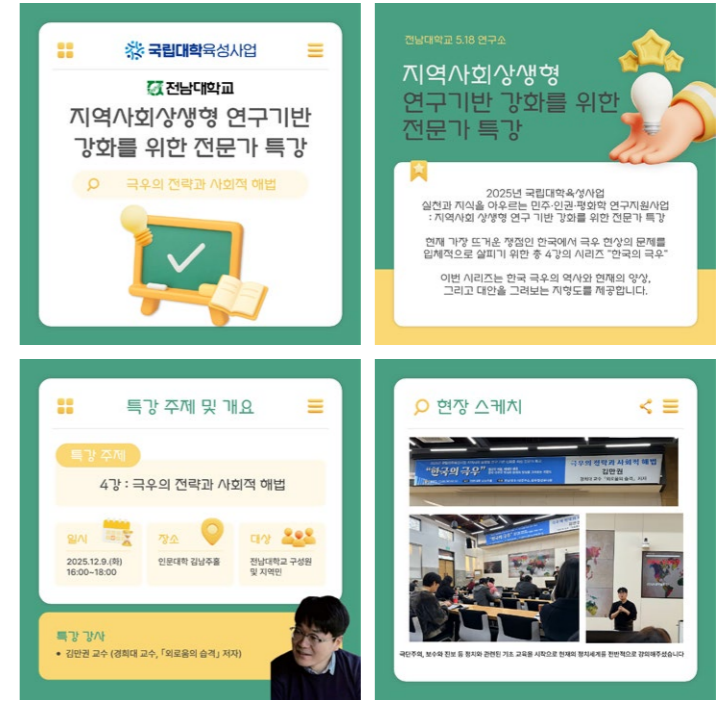 국립대학육성사업
전남대학교
지역사회상생형 연구기반
강화를 위한 전문가 특강
극우의 전략과 사회적 해법
전남대학교 5.18 연구소
지역사회상생형
연구기반 강화를 위한
전문가 특강
2025년 국립대학육성사업
실천과 지식을 아우르는 민주·인권·평화학 연구지원사업
: 지역사회 상생형 연구 기반 강화를 위한 전문가 특강
현재 가장 뜨거운 쟁점인 한국에서 극우 현상의 문제를
입체적으로 살피기 위한 총 4강의 시리즈 "한국의 극우"
이번 시리즈는 한국 극우의 역사와 현재의 양상,
그리고 대안을 그려보는 지형도를 제공합니다.
특강 주제 및 개요
특강 주제
4강 : 극우의 전략과 사회적 해법
일시
2025.12.9.(화)
16:00~18:00
장소
인문대학 김남주홀
대상
전남대학교 구성원
및 지역민
특강 강사
• 김만권 교수 (경희대 교수, 「외로움의 습격」 저자)
현장 스케치
"한국의 극우"
극우의 전략과 사회적 해법
김만권
경희대 교수, 「외로움의 습격」 저자
극단주의, 보수와 진보 등 정치와 관련된 기초 교육을 시작으로 현재의 정치세계를 전반적으로 강의해주셨습니다